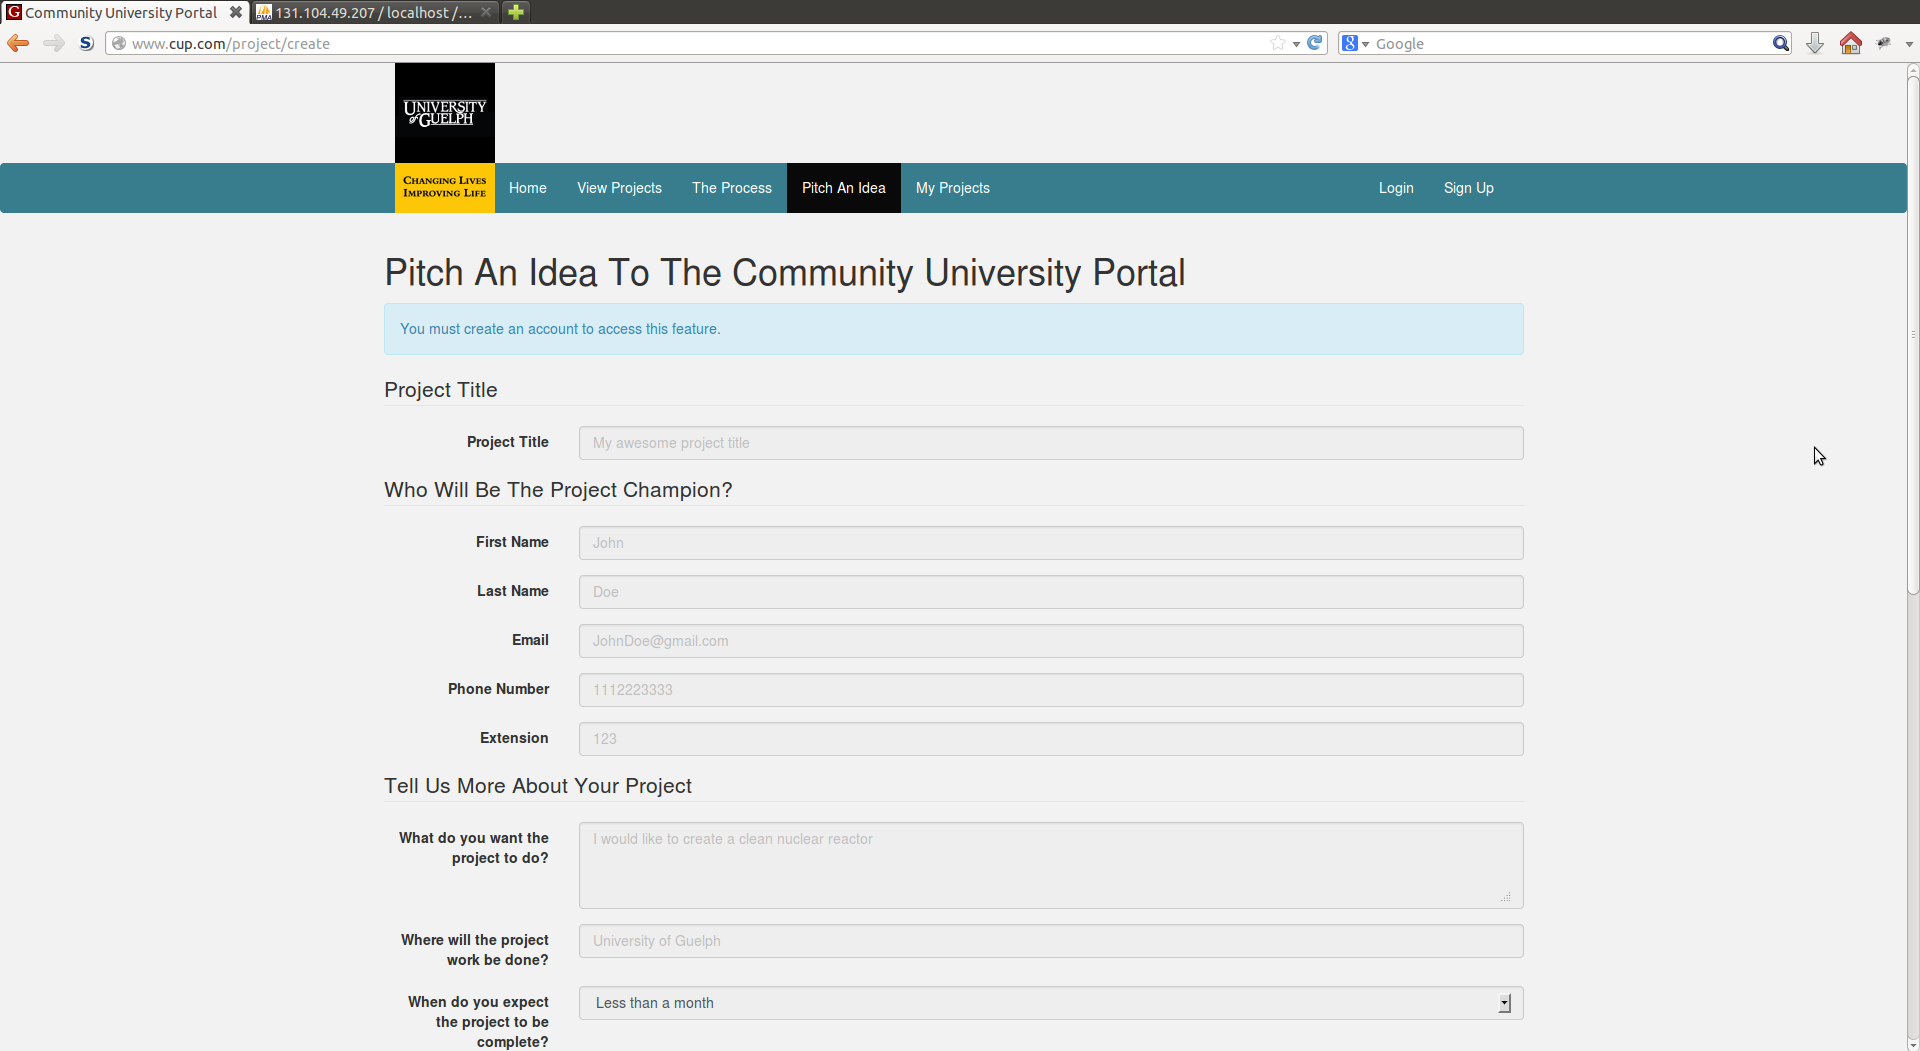 Community University Portal
131.104.49.207 / localhost /...
www.cup.com/project/create
Google
UNIVERSITY
of GUELPH
CHANGING LIVES
IMPROVING LIFE
Home
View Projects
The Process
Pitch An Idea
My Projects
Login
Sign Up
Pitch An Idea To The Community University Portal
You must create an account to access this feature.
Project Title
Project Title
My awesome project title
Who Will Be The Project Champion?
First Name
John
Last Name
Doe
Email
JohnDoe@gmail.com
Phone Number
1112223333
Extension
123
Tell Us More About Your Project
What do you want the
project to do?
I would like to create a clean nuclear reactor
Where will the project
work be done?
University of Guelph
When do you expect
the project to be
complete?
Less than a month